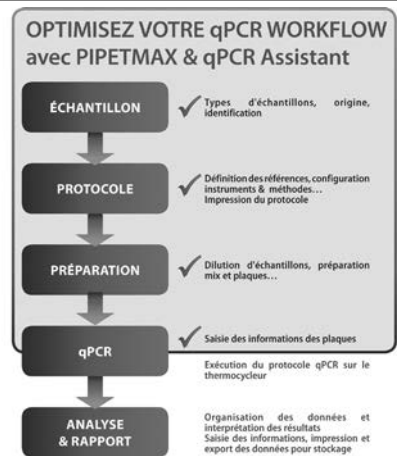 OPTIMISEZ VOTRE qPCR WORKFLOW
avec PIPETMAX & qPCR Assistant
ÉCHANTILLON
Types d'échantillons, origine,
identification
PROTOCOLE
Définition des références, configuration
instruments & méthodes...
Impression du protocole
PRÉPARATION
Dilution d'échantillons, préparation
mix et plaques...
qPCR
Saisie des informations des plaques
Exécution du protocole qPCR sur le
thermocycleur
ANALYSE
& RAPPORT
Organisation des données et
interprétation des résultats
Saisie des informations, impression et
export des données pour stockage